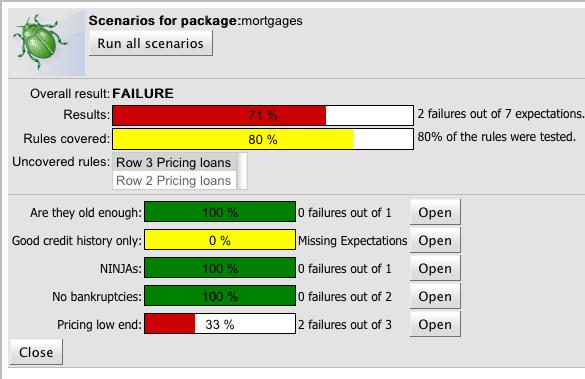 Scenarios for package:mortgages
Run all scenarios
Overall result: FAILURE
Results: 71 % 2 failures out of 7 expectations.
Rules covered: 80 % 80% of the rules were tested.
Uncovered rules: Row 3 Pricing loans
Row 2 Pricing loans
Are they old enough: 100 % 0 failures out of 1 Open
Good credit history only: 0 % Missing Expectations Open
NINJAs: 100 % 0 failures out of 1 Open
No bankruptcies: 100 % 0 failures out of 2 Open
Pricing low end: 33 % 2 failures out of 3 Open
Close